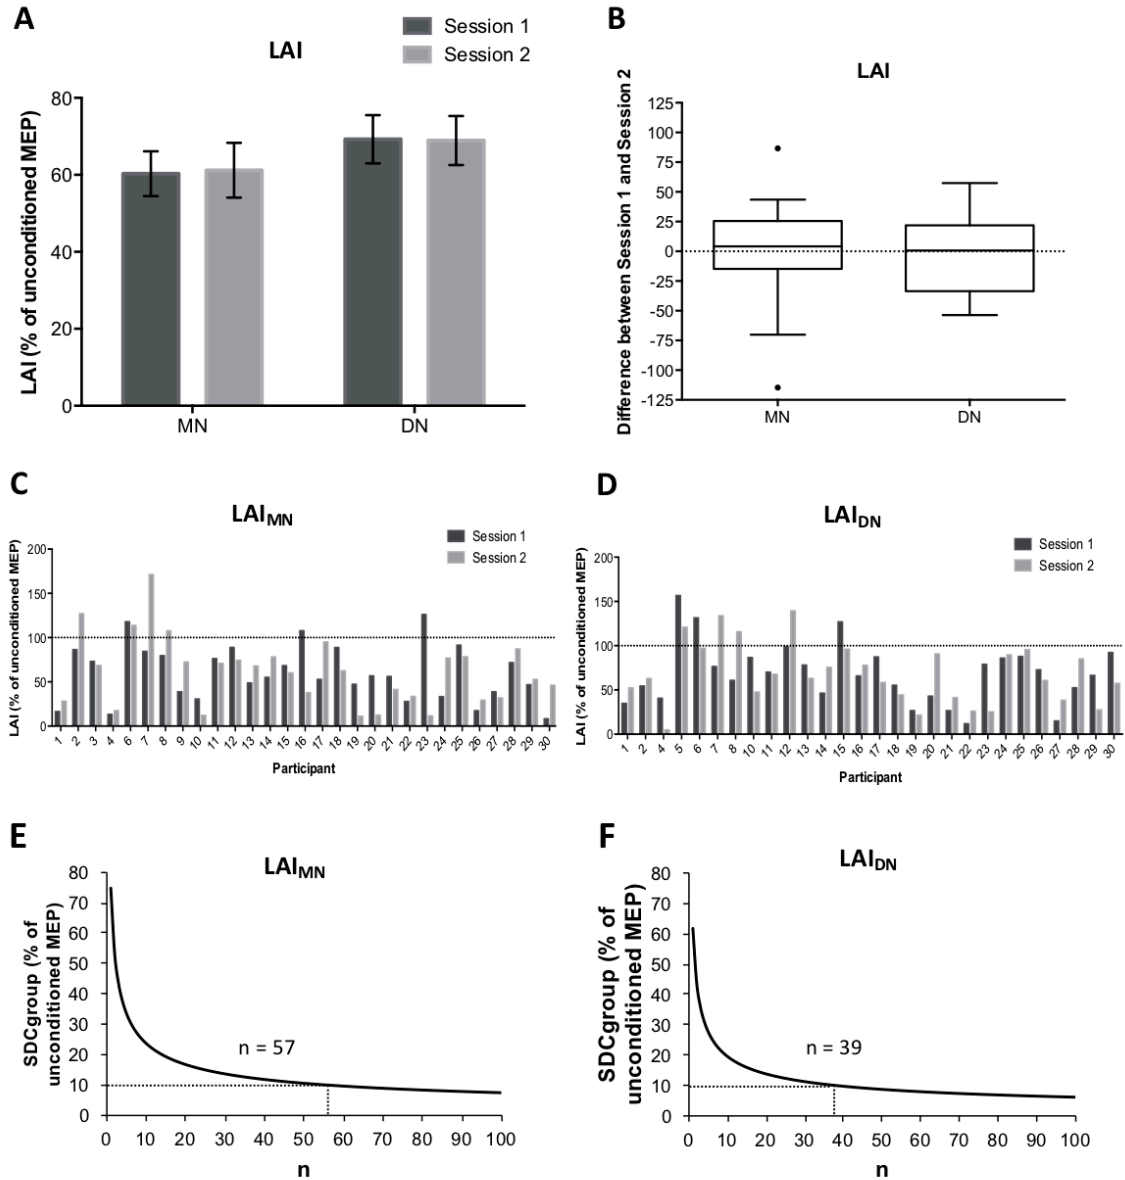 A
LAI
Session 1
Session 2
LAI (% of unconditioned MEP)
80
60
40
20
0
MN
DN
B
LAI
Difference between Session 1 and Session 2
125
100
75
50
25
0
-25
-50
-75
-100
-125
MN
DN
C
LAIMN
Session 1
Session 2
LAI (% of unconditioned MEP)
200
150
100
50
0
1 2 3 4 6 7 8 9 10 11 12 13 14 15 16 17 18 19 20 21 22 23 24 25 26 27 28 29 30
Participant
D
LAIDN
Session 1
Session 2
LAI (% of unconditioned MEP)
200
150
100
50
0
1 2 4 5 6 7 8 10 11 12 13 14 15 16 17 18 19 20 21 22 23 24 25 26 27 28 29 30
Participant
E
LAIMN
SDCgroup (% of
unconditioned MEP)
80
70
60
50
40
30
20
10
0
n = 57
0 10 20 30 40 50 60 70 80 90 100
n
F
LAIDN
SDCgroup (% of
unconditioned MEP)
80
70
60
50
40
30
20
10
0
n = 39
0 10 20 30 40 50 60 70 80 90 100
n